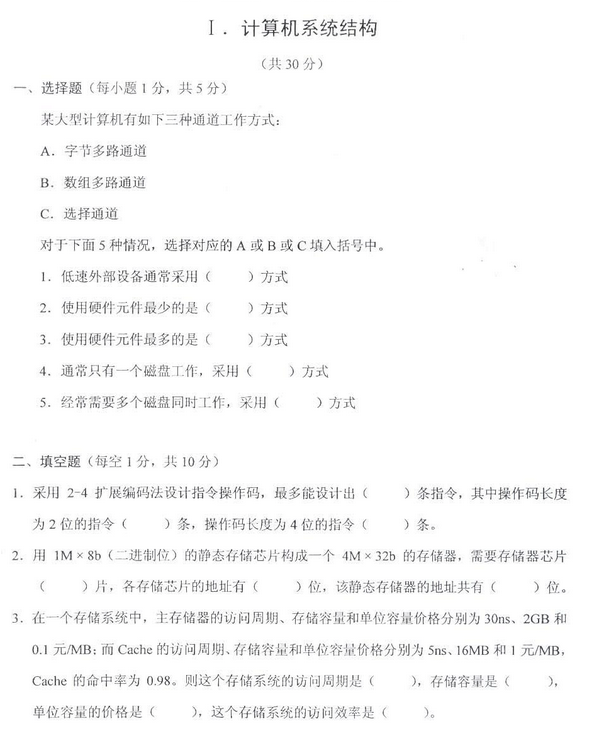 Ⅰ. 计算机系统结构
（共 30 分）
一、选择题（每小题 1 分，共 5 分）
某大型计算机有如下三种通道工作方式：
A. 字节多路通道
B. 数组多路通道
C. 选择通道
对于下面 5 种情况，选择对应的 A 或 B 或 C 填入括号中。
1. 低速外部设备通常采用（  ）方式
2. 使用硬件元件最少的是（  ）方式
3. 使用硬件元件最多的是（  ）方式
4. 通常只有一个磁盘工作，采用（  ）方式
5. 经常需要多个磁盘同时工作，采用（  ）方式
二、填空题（每空 1 分，共 10 分）
1. 采用 2-4 扩展编码法设计指令操作码，最多能设计出（  ）条指令，其中操作码长度
为 2 位的指令（  ）条，操作码长度为 4 位的指令（  ）条。
2. 用 1M × 8b（二进制位）的静态存储芯片构成一个 4M × 32b 的存储器，需要存储器芯片
（  ）片，各存储芯片的地址有（  ）位，该静态存储器的地址共有（  ）位。
3. 在一个存储系统中，主存储器的访问周期、存储容量和单位容量价格分别为 30ns、2GB 和
0.1 元/MB；而 Cache 的访问周期、存储容量和单位容量价格分别为 5ns、16MB 和 1 元/MB，
Cache 的命中率为 0.98。则这个存储系统的访问周期是（  ），存储容量是（  ），
单位容量的价格是（  ），这个存储系统的访问效率是（  ）。